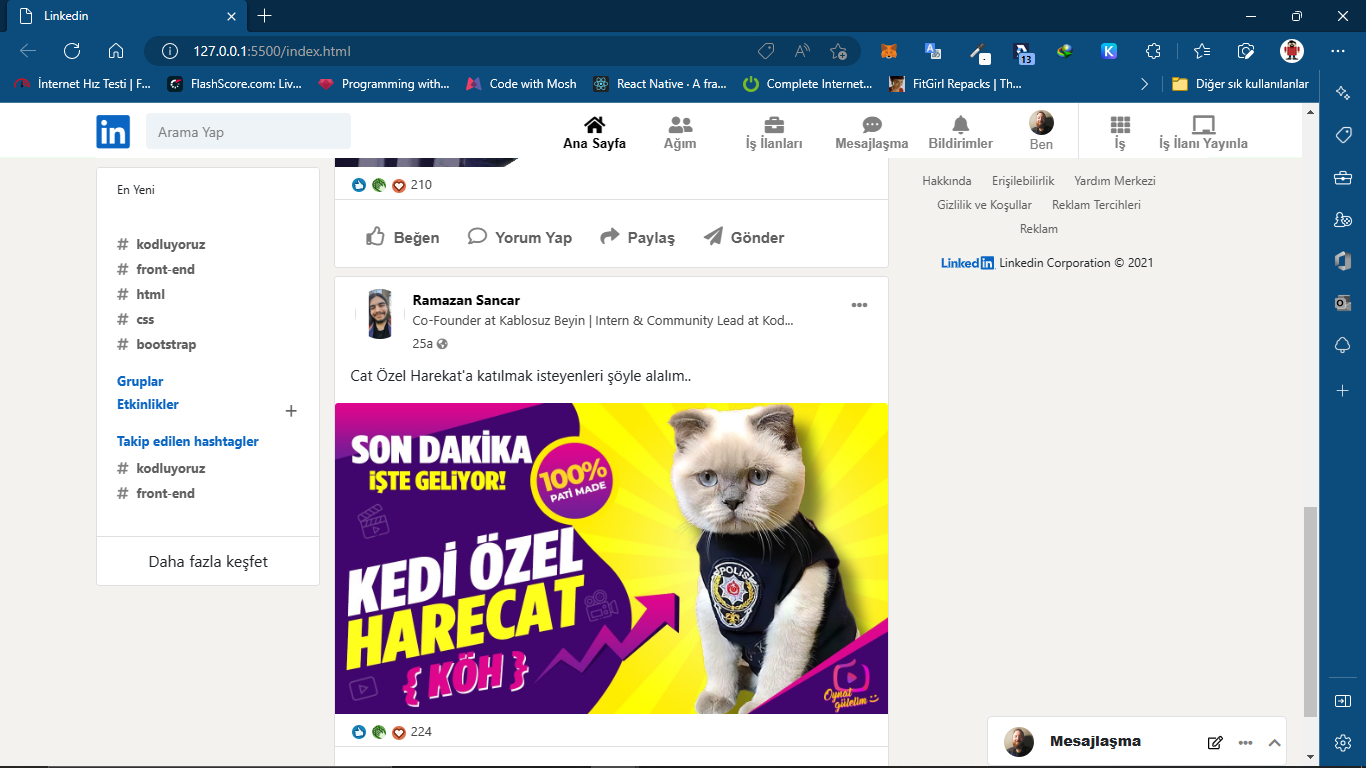 Linkedin
127.0.0.1:5500/index.html
13
İnternet Hız Testi | F...
FlashScore.com: Liv...
Programming with...
Code with Mosh
React Native · A fra...
Complete Internet...
FitGirl Repacks | Th...
Diğer sık kullanılanlar
in
Arama Yap
Ana Sayfa
Ağım
İş İlanları
Mesajlaşma
Bildirimler
Ben
İş
İş İlanı Yayınla
En Yeni
# kodluyoruz
# front-end
# html
# css
# bootstrap
Gruplar
Etkinlikler
+
Takip edilen hashtagler
# kodluyoruz
# front-end
Daha fazla keşfet
210
Beğen
Yorum Yap
Paylaş
Gönder
Ramazan Sancar
Co-Founder at Kablosuz Beyin | Intern & Community Lead at Kod...
25a
Cat Özel Harekat'a katılmak isteyenleri şöyle alalım..
SON DAKİKA
İŞTE GELİYOR!
100%
PATI MADE
KEDİ ÖZEL
HARECAT
{ KÖH }
POLİS
Oynat
gülelim
224
Hakkında Erişilebilirlik Yardım Merkezi
Gizlilik ve Koşullar Reklam Tercihleri
Reklam
Linkedin Linkedin Corporation © 2021
Mesajlaşma